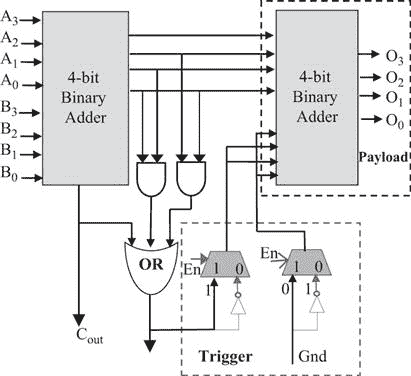 A3
A2
A1
A0
B3
B2
B1
B0
4-bit
Binary
Adder
4-bit
Binary
Adder
O3
O2
O1
O0
Payload
OR
En
1 0
1
En
1 0
0 1
Cout
Trigger
Gnd